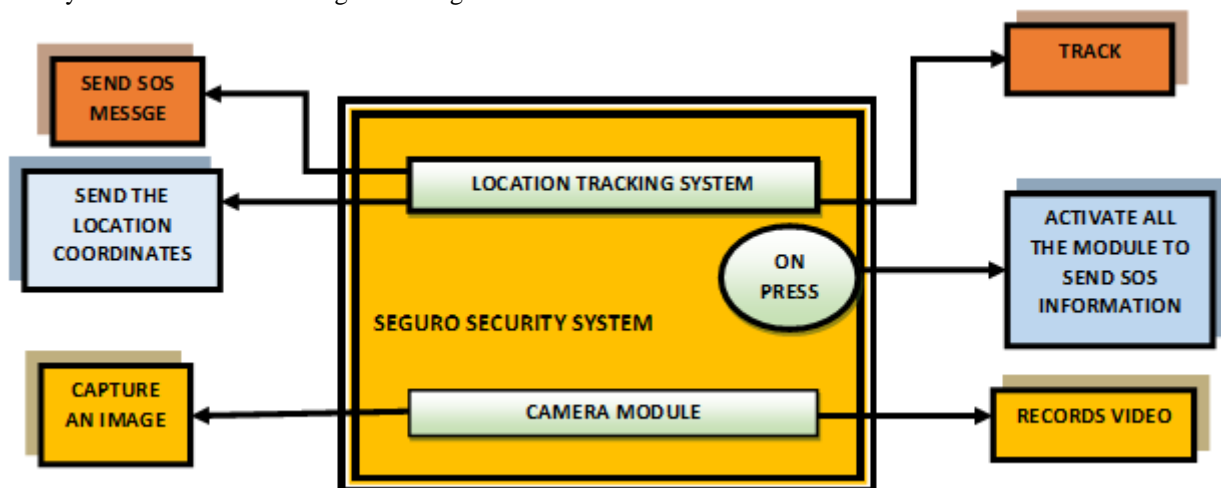 TRACK
SEND SOS
MESSGE
LOCATION TRACKING SYSTEM
SEND THE
LOCATION
COORDINATES
ACTIVATE ALL
THE MODULE TO
SEND SOS
INFORMATION
ON
PRESS
SEGURO SECURITY SYSTEM
CAPTURE
AN IMAGE
CAMERA MODULE
RECORDS VIDEO